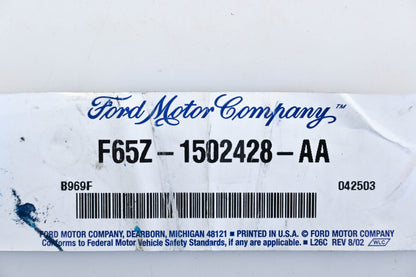 Ford Motor Company™
F65Z-1502428-AA
B969F 042503
FORD MOTOR COMPANY, DEARBORN, MICHIGAN 48121 ■ PRINTED IN U.S.A. © FORD MOTOR COMPANY
Conforms to Federal Motor Vehicle Safety Standards, if any are applicable. ■ L26C REV 8/02 WLC